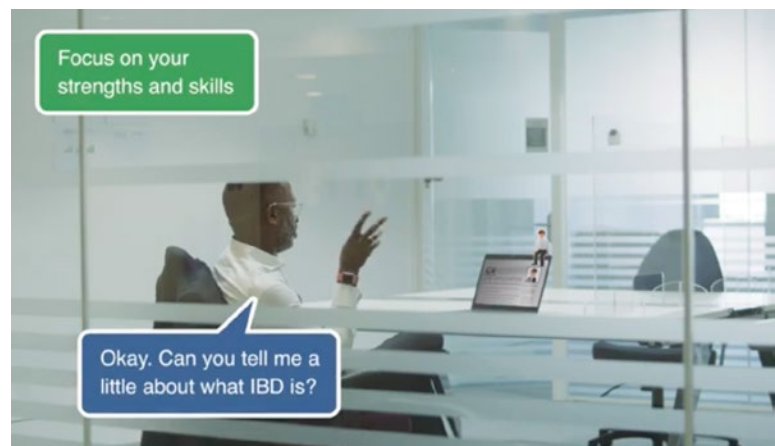 Focus on your
strengths and skills
Okay. Can you tell me a
little about what IBD is?